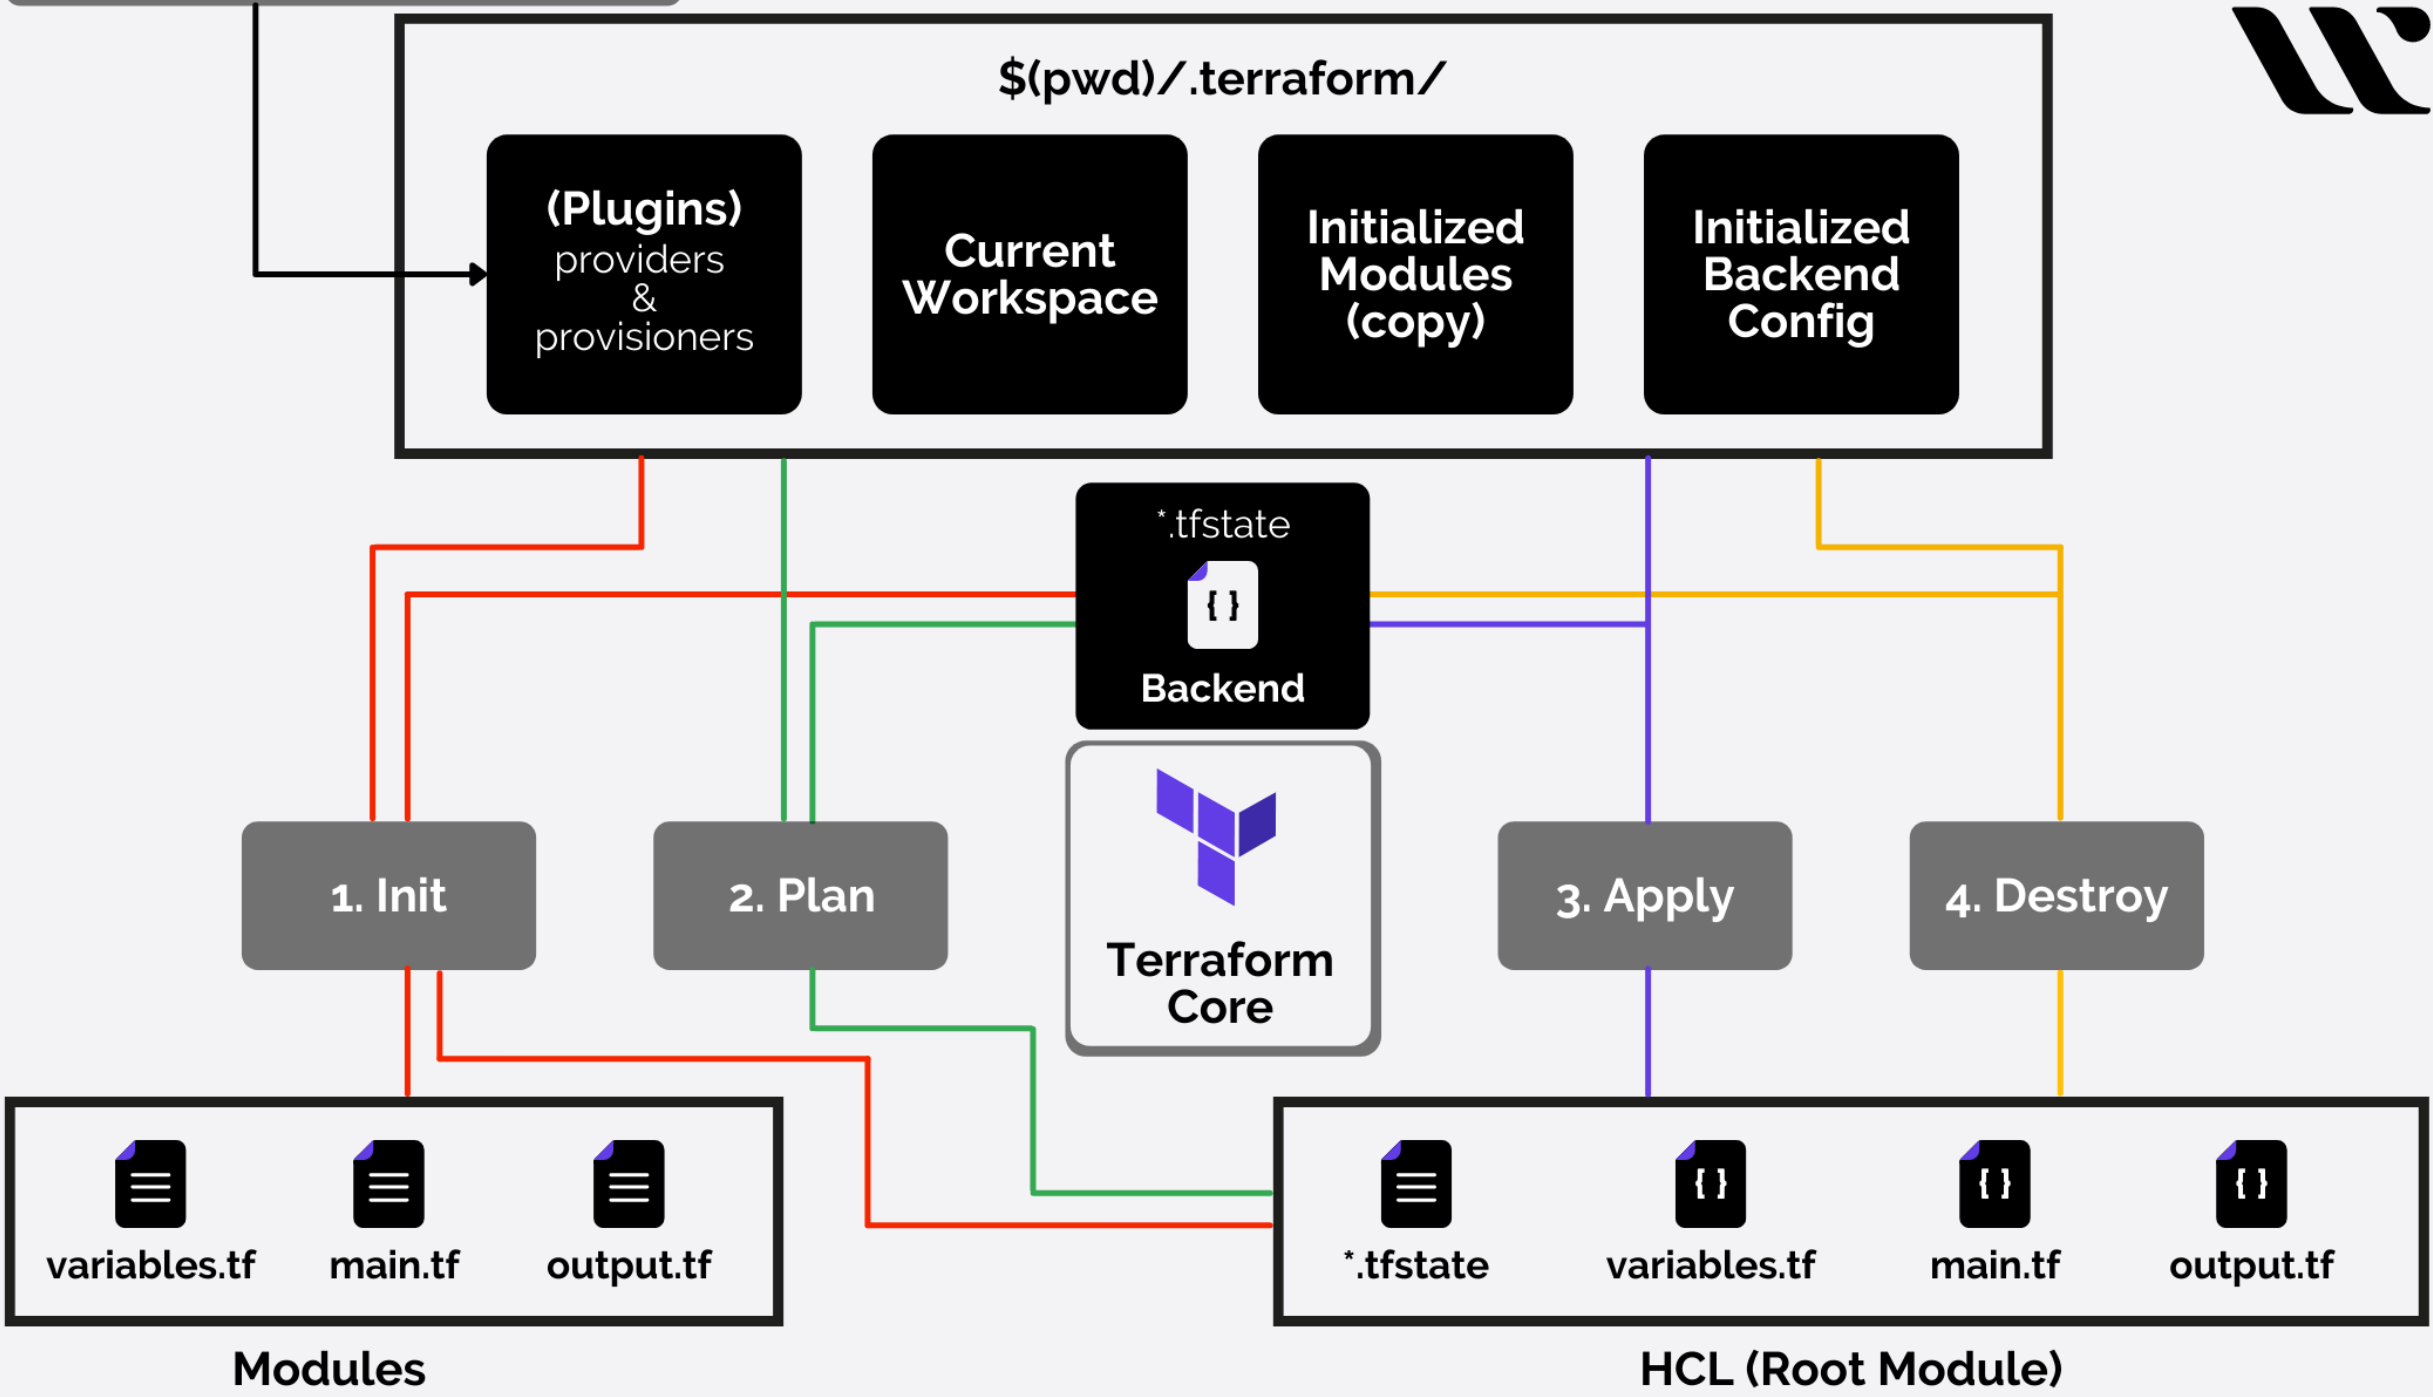 $(pwd)/.terraform/
(Plugins)
providers
&
provisioners
Current
Workspace
Initialized
Modules
(copy)
Initialized
Backend
Config
*.tfstate
{ }
Backend
1. Init
2. Plan
Terraform
Core
3. Apply
4. Destroy
variables.tf
main.tf
output.tf
Modules
{ }
{ }
{ }
*.tfstate
variables.tf
main.tf
output.tf
HCL (Root Module)